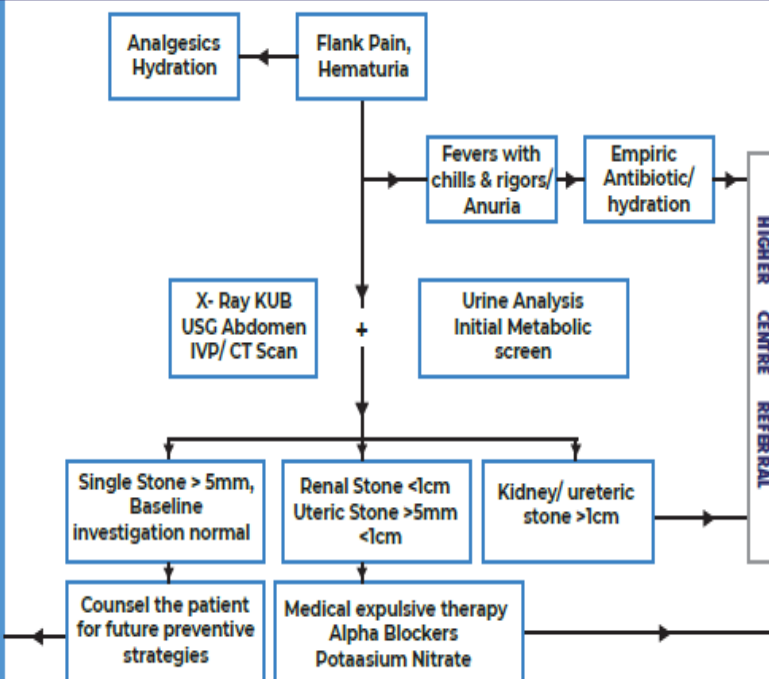 Analgesics
Hydration
Flank Pain,
Hematuria
Fevers with
chills & rigors/
Anuria
Empiric
Antibiotic/
hydration
HIGHER CENTRE REFERRAL
X- Ray KUB
USG Abdomen
IVP/ CT Scan
+
Urine Analysis
Initial Metabolic
screen
Single Stone > 5mm,
Baseline
investigation normal
Renal Stone <1cm
Uteric Stone >5mm
<1cm
Kidney/ ureteric
stone >1cm
Counsel the patient
for future preventive
strategies
Medical expulsive therapy
Alpha Blockers
Potaasium Nitrate